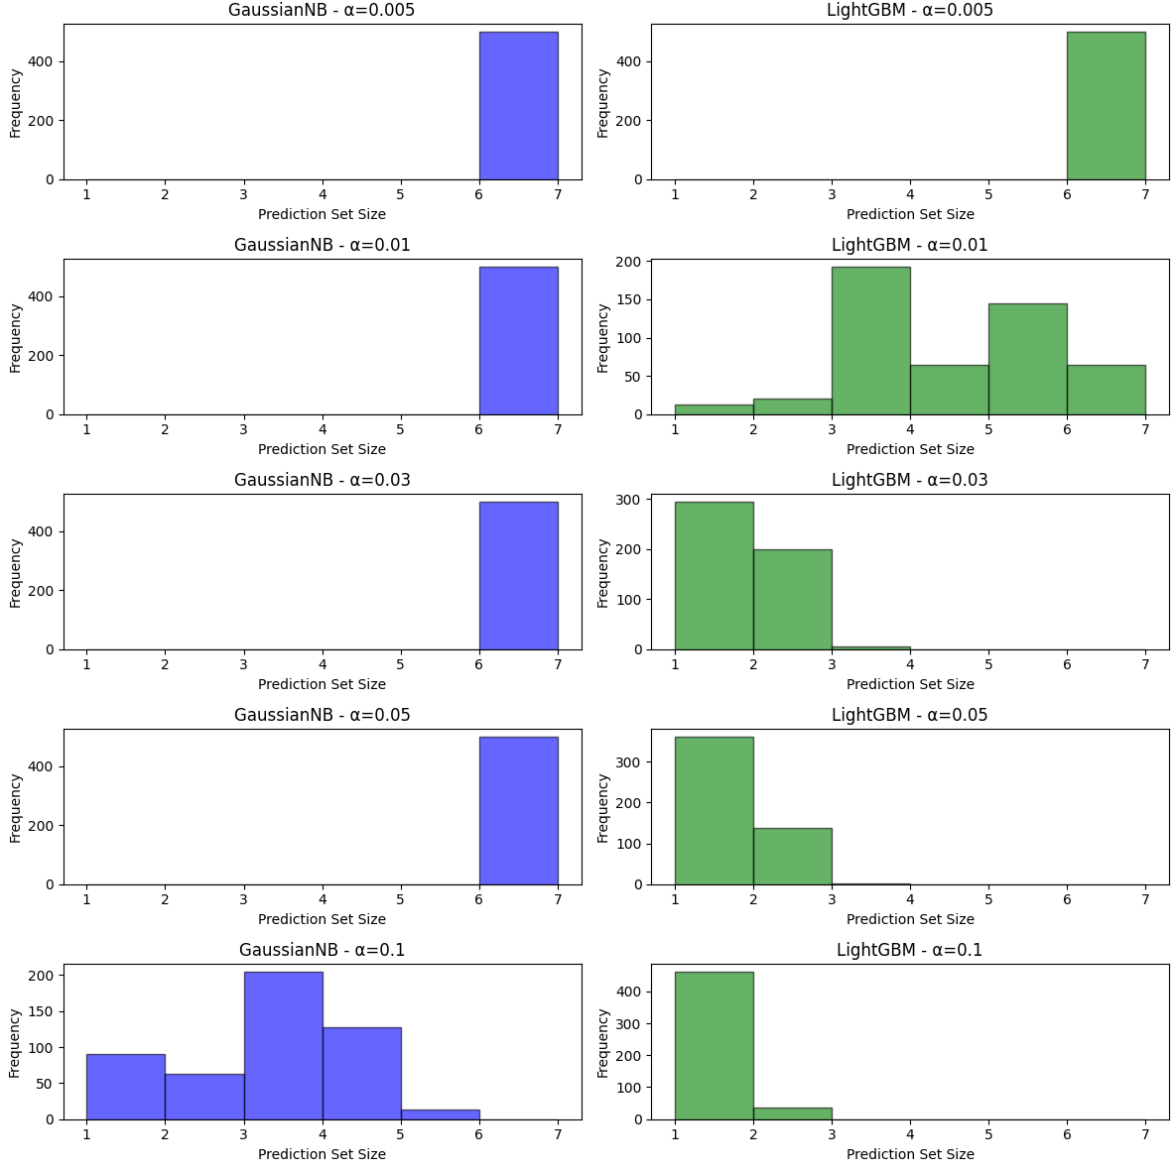 GaussianNB - α=0.005
400
200
0
Frequency
1 2 3 4 5 6 7
Prediction Set Size
LightGBM - α=0.005
400
200
0
Frequency
1 2 3 4 5 6 7
Prediction Set Size
GaussianNB - α=0.01
400
200
0
Frequency
1 2 3 4 5 6 7
Prediction Set Size
LightGBM - α=0.01
200
150
100
50
0
Frequency
1 2 3 4 5 6 7
Prediction Set Size
GaussianNB - α=0.03
400
200
0
Frequency
1 2 3 4 5 6 7
Prediction Set Size
LightGBM - α=0.03
300
200
100
0
Frequency
1 2 3 4 5 6 7
Prediction Set Size
GaussianNB - α=0.05
400
200
0
Frequency
1 2 3 4 5 6 7
Prediction Set Size
LightGBM - α=0.05
300
200
100
0
Frequency
1 2 3 4 5 6 7
Prediction Set Size
GaussianNB - α=0.1
200
150
100
50
0
Frequency
1 2 3 4 5 6 7
Prediction Set Size
LightGBM - α=0.1
400
300
200
100
0
Frequency
1 2 3 4 5 6 7
Prediction Set Size